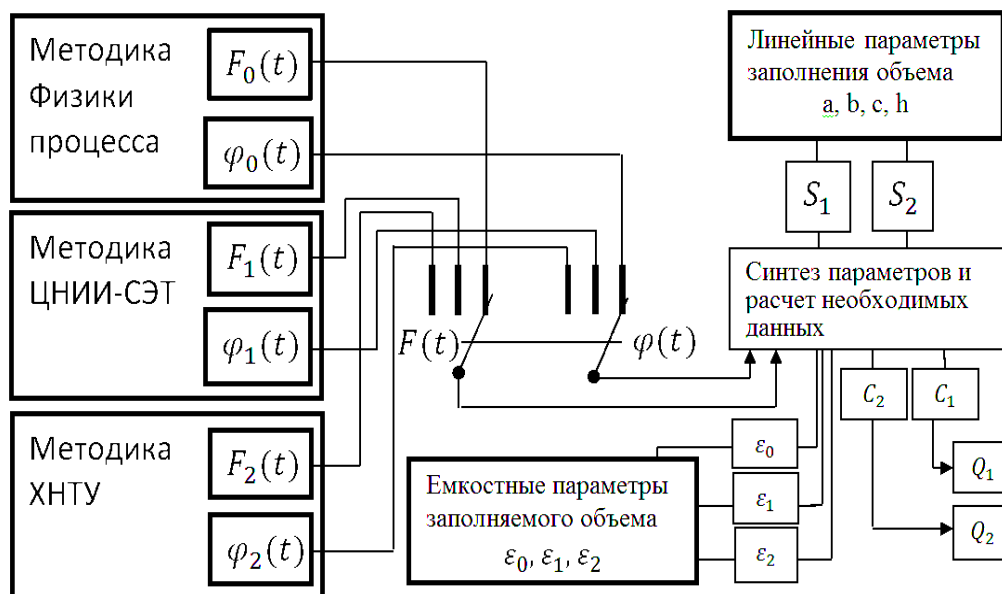 Методика
Физики
процесса
F₀(t)
φ₀(t)
Методика
ЦНИИ-СЭТ
F₁(t)
φ₁(t)
Методика
ХНТУ
F₂(t)
φ₂(t)
F(t)
φ(t)
Линейные параметры
заполнения объема
a, b, c, h
S₁
S₂
Синтез параметров и
расчет необходимых
данных
C₂
C₁
Q₁
Q₂
Емкостные параметры
заполняемого объема
ε₀, ε₁, ε₂
ε₀
ε₁
ε₂